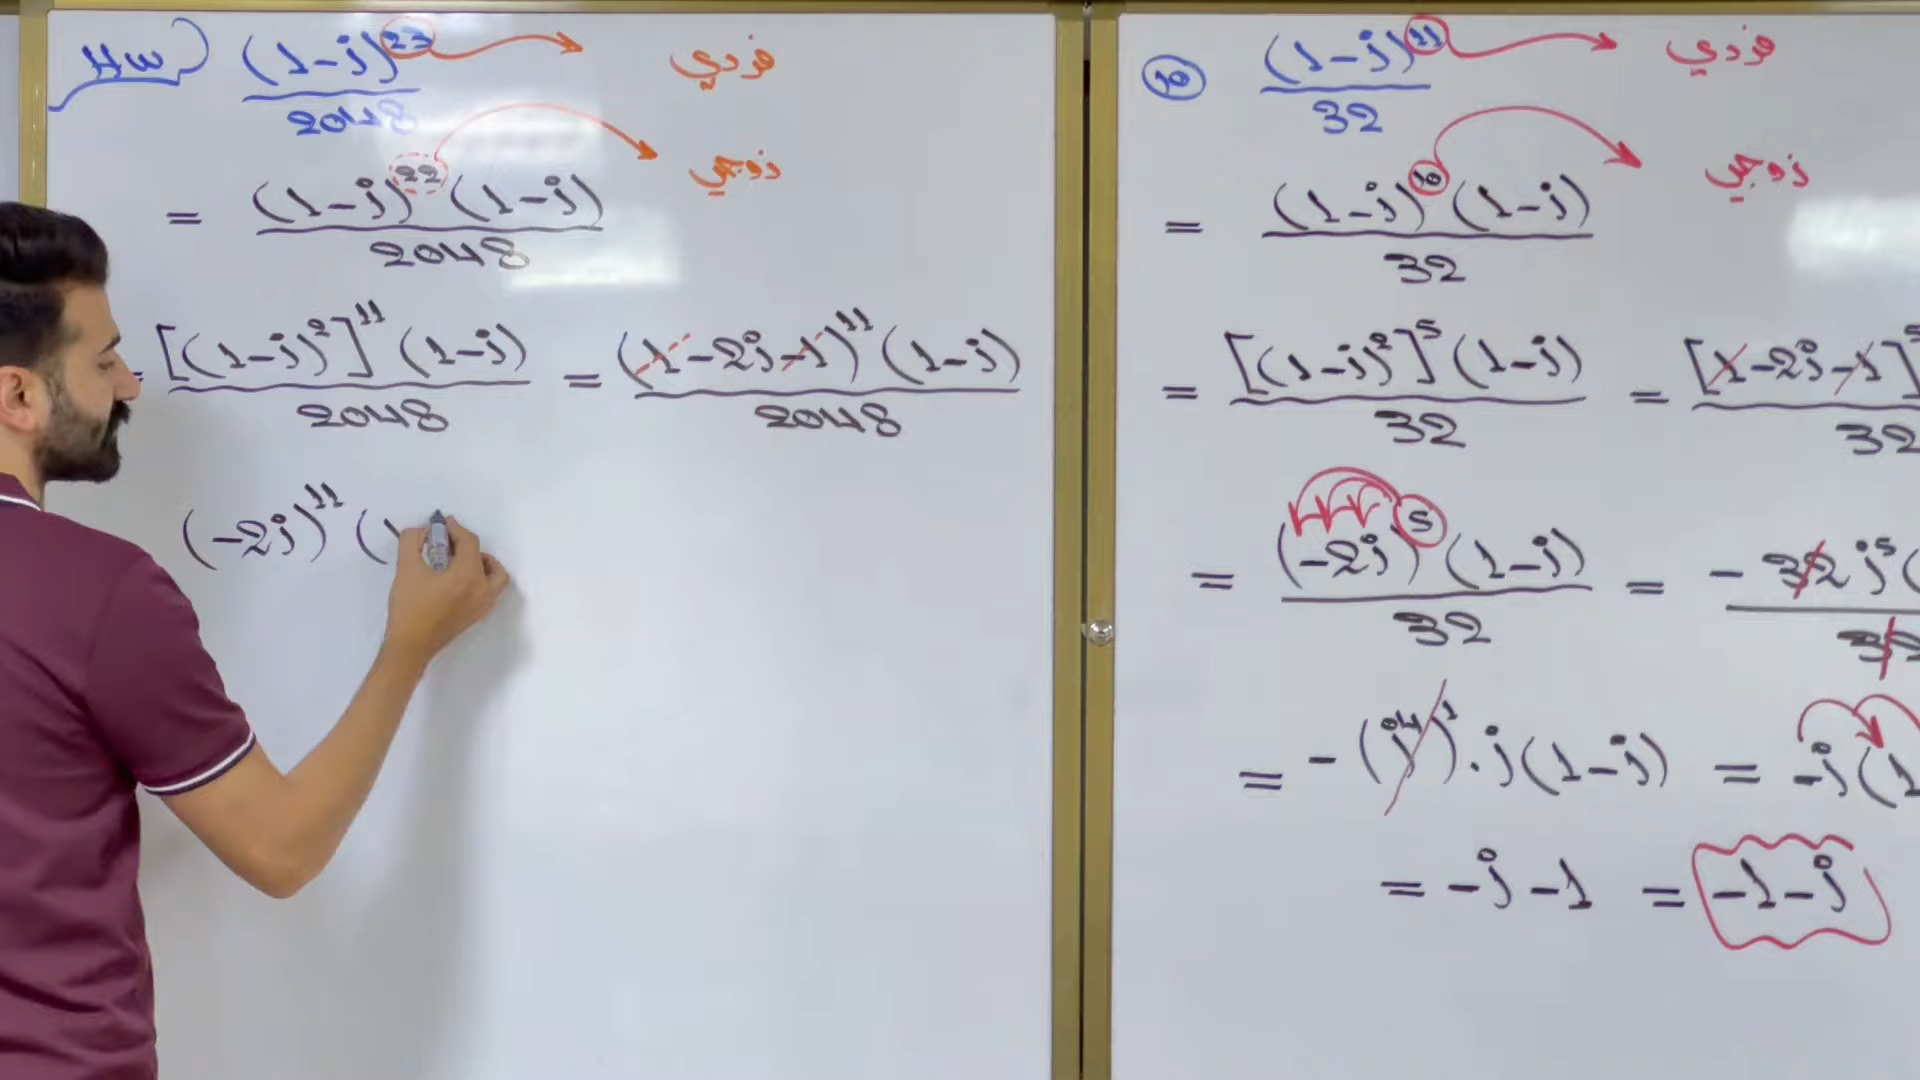 HW) (1-i)^23 / 2048 فردي
= (1-i)^22 (1-i) / 2048 زوجي
= [(1-i)^2]^11 (1-i) / 2048 = (1-2i-1)^11 (1-i) / 2048
(-2i)^11 (1
10 (1-i)^11 / 32 فردي
= (1-i)^10 (1-i) / 32 زوجي
= [(1-i)^2]^5 (1-i) / 32 = [1-2i-1]^5 / 32
= (-2i)^5 (1-i) / 32 = -32i^5 ( / 32
= -(i^4)^1 . i(1-i) = -i(1
= -i-1 = -1-i